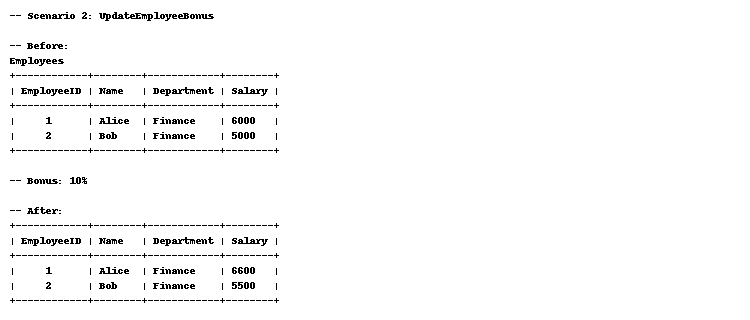 -- Scenario 2: UpdateEmployeeBonus
-- Before:
Employees
+------------+--------+------------+--------+
| EmployeeID | Name   | Department | Salary |
+------------+--------+------------+--------+
|     1      | Alice  | Finance    | 6000   |
|     2      | Bob    | Finance    | 5000   |
+------------+--------+------------+--------+
-- Bonus: 10%
-- After:
+------------+--------+------------+--------+
| EmployeeID | Name   | Department | Salary |
+------------+--------+------------+--------+
|     1      | Alice  | Finance    | 6600   |
|     2      | Bob    | Finance    | 5500   |
+------------+--------+------------+--------+